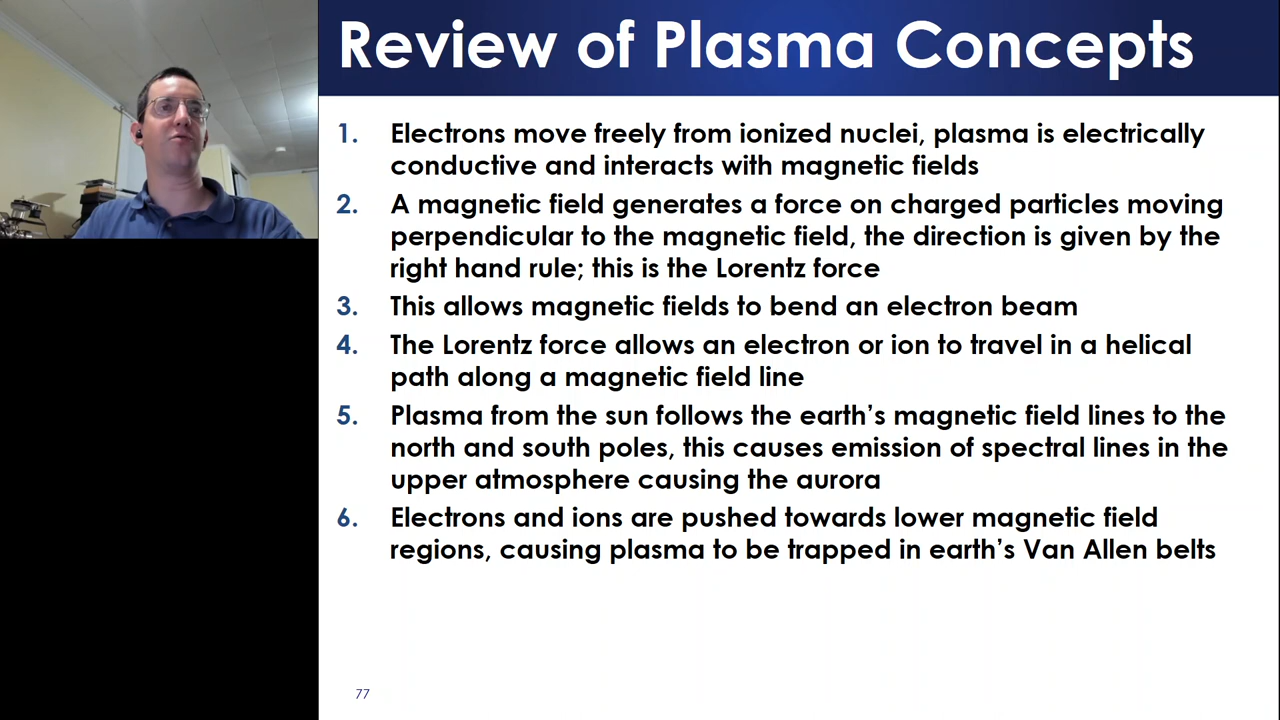 Review of Plasma Concepts
1. Electrons move freely from ionized nuclei, plasma is electrically
conductive and interacts with magnetic fields
2. A magnetic field generates a force on charged particles moving
perpendicular to the magnetic field, the direction is given by the
right hand rule; this is the Lorentz force
3. This allows magnetic fields to bend an electron beam
4. The Lorentz force allows an electron or ion to travel in a helical
path along a magnetic field line
5. Plasma from the sun follows the earth’s magnetic field lines to the
north and south poles, this causes emission of spectral lines in the
upper atmosphere causing the aurora
6. Electrons and ions are pushed towards lower magnetic field
regions, causing plasma to be trapped in earth’s Van Allen belts
77